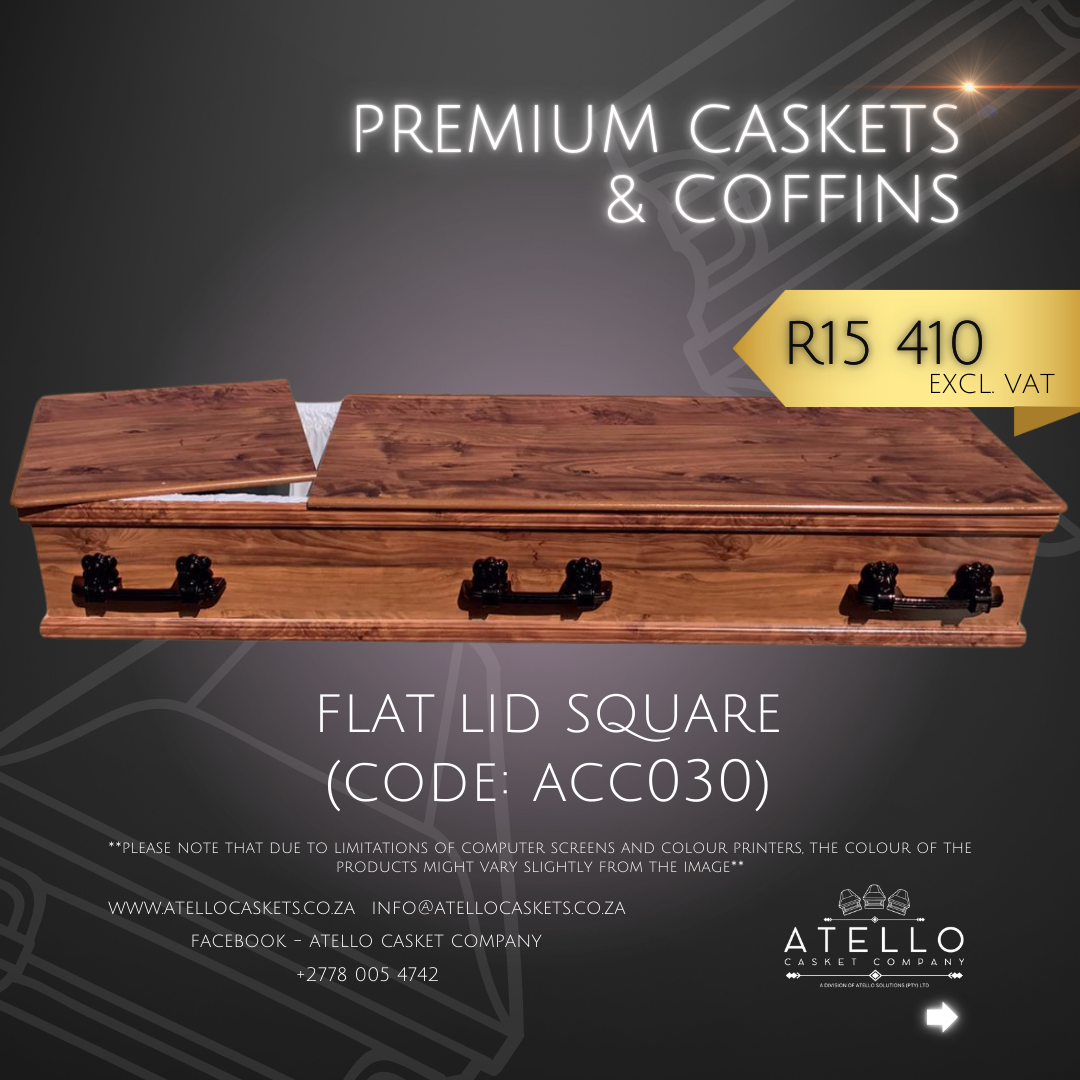 PREMIUM CASKETS
& COFFINS
R15 410
EXCL. VAT
FLAT LID SQUARE
(CODE: ACC030)
**PLEASE NOTE THAT DUE TO LIMITATIONS OF COMPUTER SCREENS AND COLOUR PRINTERS, THE COLOUR OF THE
PRODUCTS MIGHT VARY SLIGHTLY FROM THE IMAGE**
WWW.ATELLOCASKETS.CO.ZA INFO@ATELLOCASKETS.CO.ZA
FACEBOOK - ATELLO CASKET COMPANY
+2778 005 4742
ATELLO
CASKET COMPANY
A DIVISION OF ATELLO SOLUTIONS (PTY) LTD